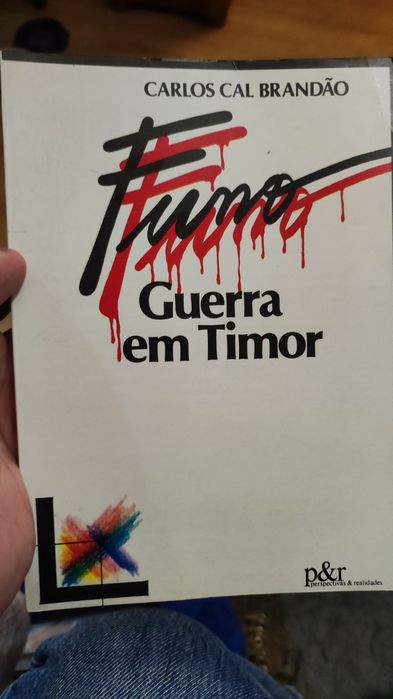 CARLOS CAL BRANDÃO
Funo
Guerra
em Timor
p&r
perspectivas & realidades